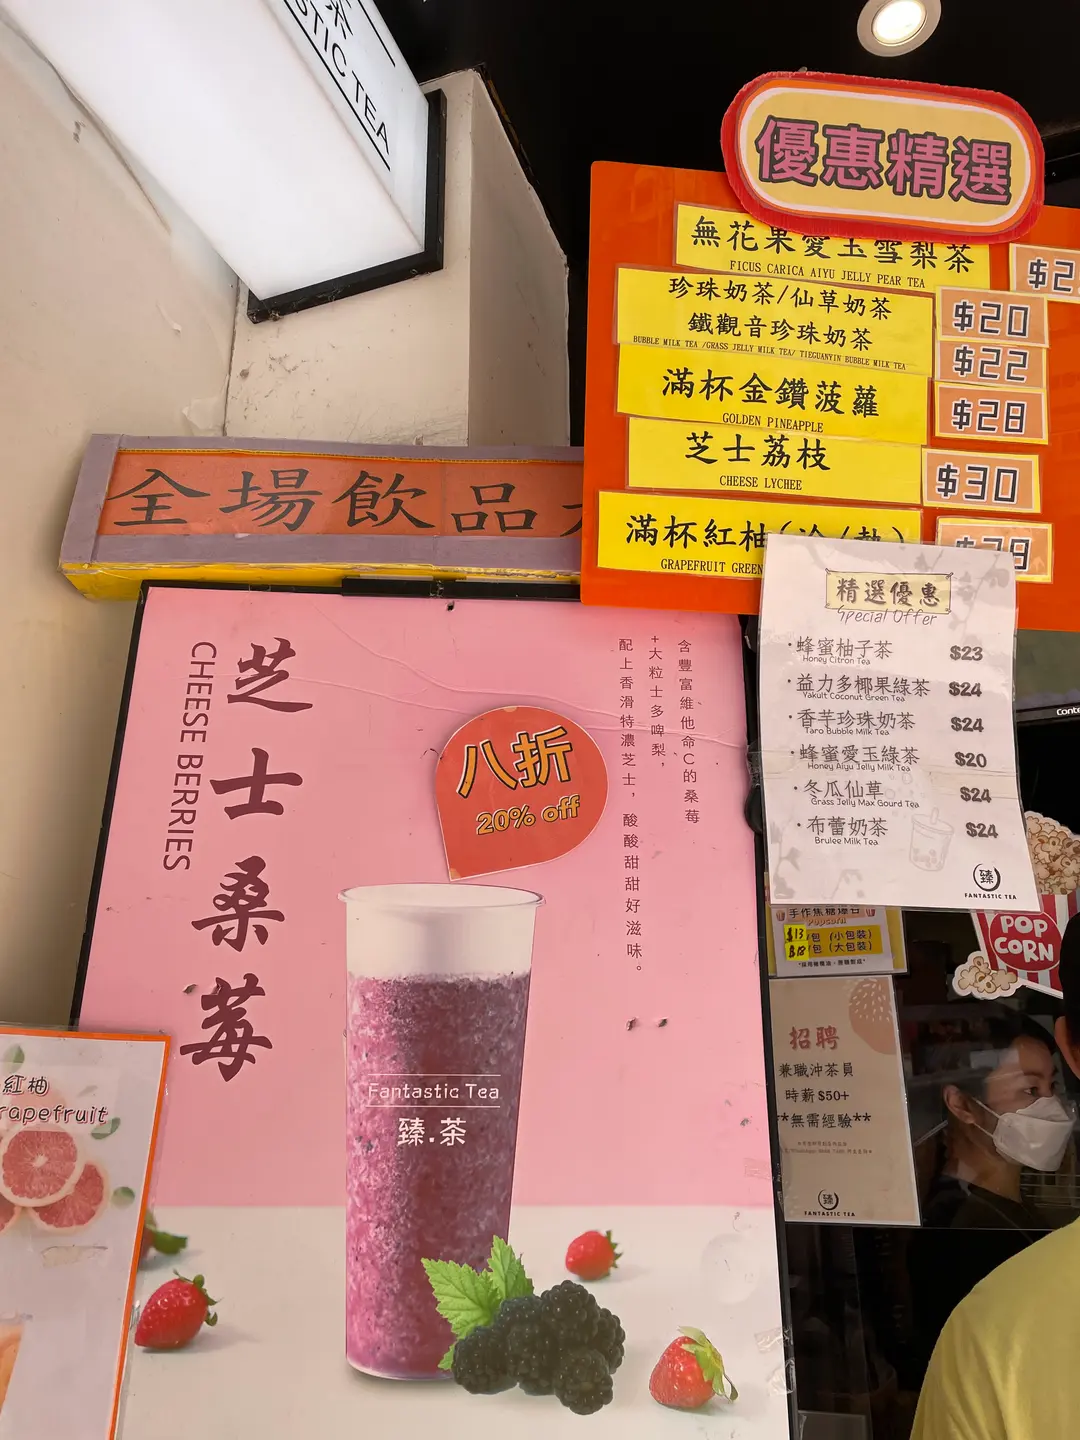 STIC TEA
優惠精選
無花果愛玉雪梨茶
FICUS CARICA AIYU JELLY PEAR TEA
$2
珍珠奶茶/仙草奶茶
$20
鐵觀音珍珠奶茶
BUBBLE MILK TEA /GRASS JELLY MILK TEA/ TIEGUANYIN BUBBLE MILK TEA
$22
滿杯金鑽菠蘿
GOLDEN PINEAPPLE
$28
芝士荔枝
CHEESE LYCHEE
$30
滿杯紅柚(冷/熱)
GRAPEFRUIT GREEN
全場飲品
芝士桑莓
CHEESE BERRIES
含豐富維他命C的桑莓
+大粒士多啤梨，
配上香滑特濃芝士，酸酸甜甜好滋味。
八折
20% off
Fantastic Tea
臻.茶
精選優惠
Special Offer
·蜂蜜柚子茶 $23
Honey Citron Tea
·益力多椰果綠茶 $24
Yakult Coconut Green Tea
·香芋珍珠奶茶 $24
Taro Bubble Milk Tea
·蜂蜜愛玉綠茶 $20
Honey Aiyu Jelly Milk Tea
·冬瓜仙草 $24
Grass Jelly Max Gourd Tea
·布蕾奶茶 $24
Brulee Milk Tea
臻
FANTASTIC TEA
手作焦糖爆谷
Popcorn
$13/包 (小包裝)
$18/包 (大包裝)
POP
CORN
招聘
兼職沖茶員
時薪$50+
**無需經驗**
臻
FANTASTIC TEA
紅柚
rapefruit